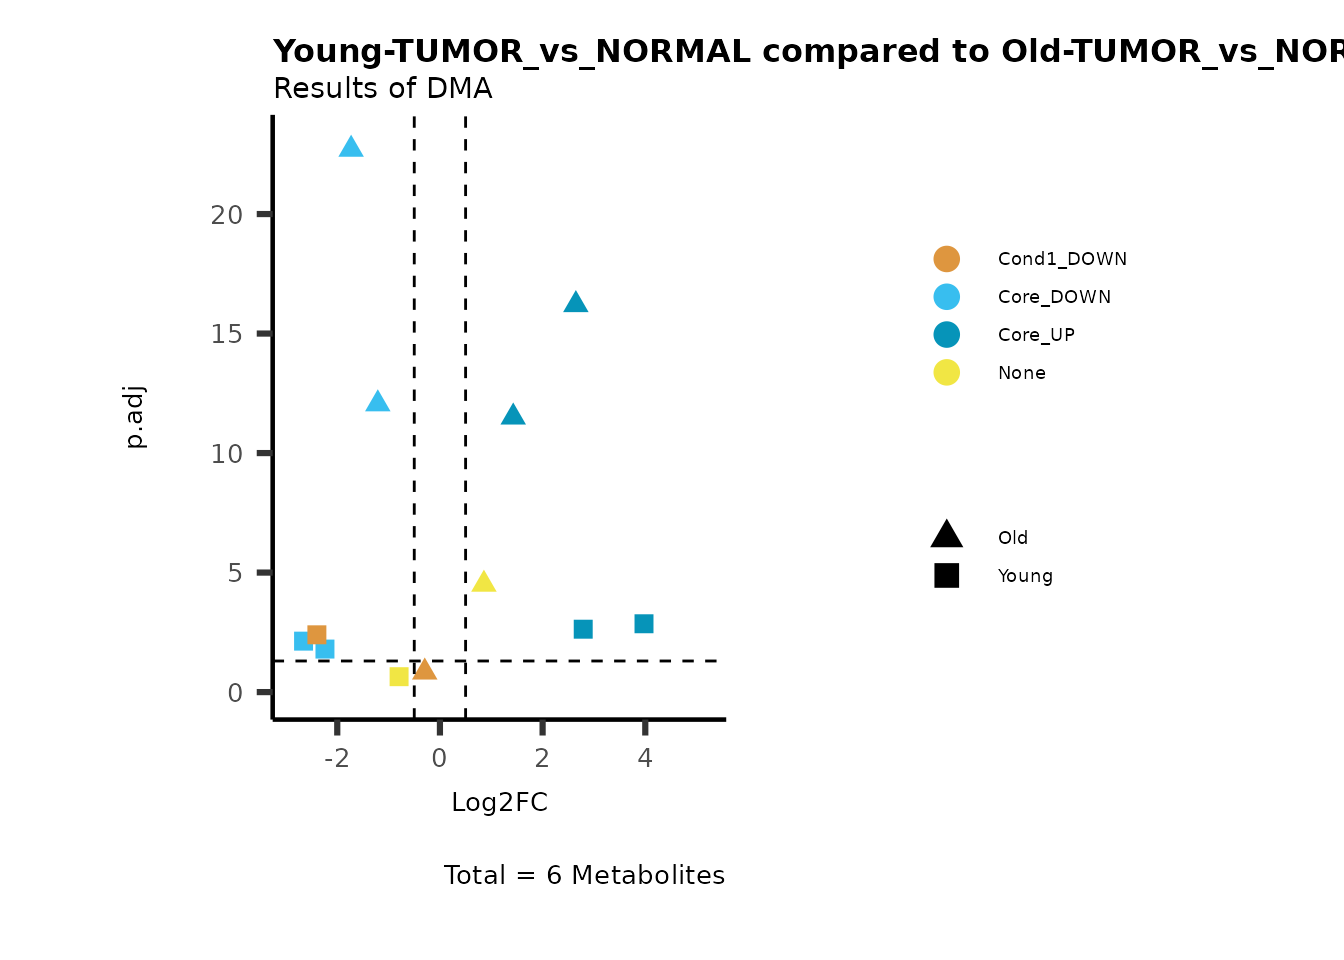 Young-TUMOR_vs_NORMAL compared to Old-TUMOR_vs_NOR
Results of DMA
20
15
10
5
0
p.adj
-2
0
2
4
Log2FC
Total = 6 Metabolites
Cond1_DOWN
Core_DOWN
Core_UP
None
Old
Young